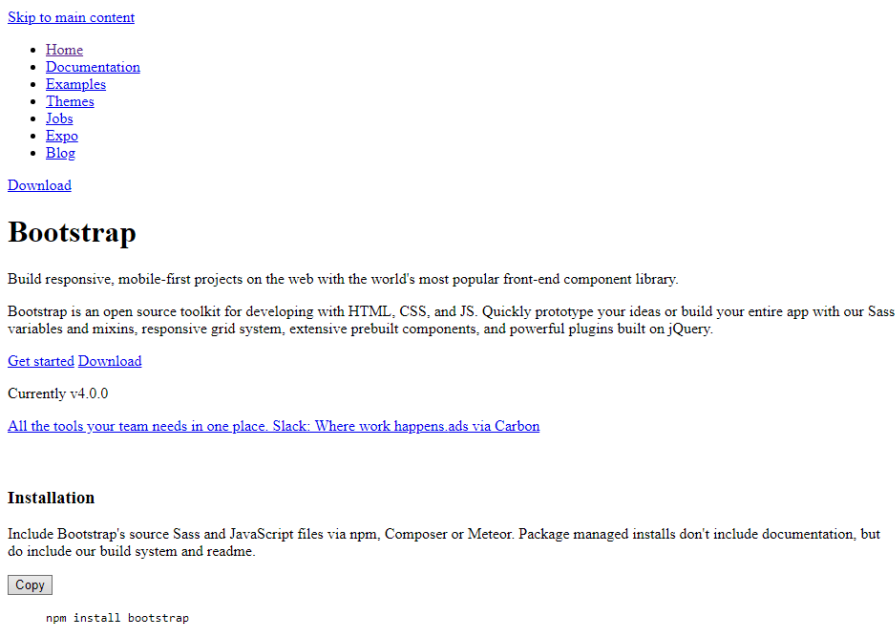 Skip to main content
Home
Documentation
Examples
Themes
Jobs
Expo
Blog
Download
Bootstrap
Build responsive, mobile-first projects on the web with the world's most popular front-end component library.
Bootstrap is an open source toolkit for developing with HTML, CSS, and JS. Quickly prototype your ideas or build your entire app with our Sass
variables and mixins, responsive grid system, extensive prebuilt components, and powerful plugins built on jQuery.
Get started Download
Currently v4.0.0
All the tools your team needs in one place. Slack: Where work happens.ads via Carbon
Installation
Include Bootstrap's source Sass and JavaScript files via npm, Composer or Meteor. Package managed installs don't include documentation, but
do include our build system and readme.
Copy
npm install bootstrap